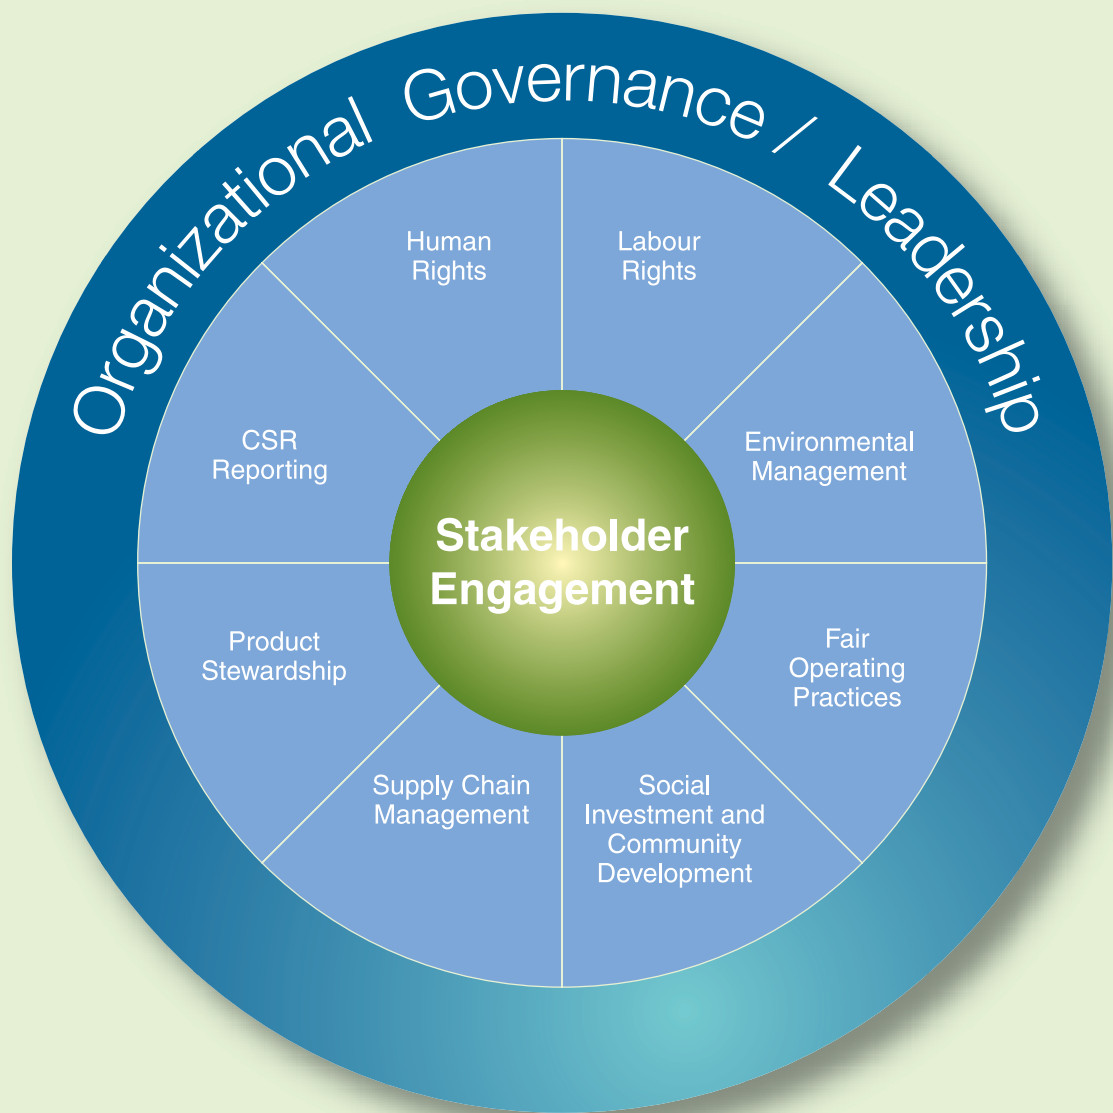 Organizational Governance / Leadership
Human
Rights
Labour
Rights
Environmental
Management
Fair
Operating
Practices
Social
Investment and
Community
Development
Supply Chain
Management
Product
Stewardship
CSR
Reporting
Stakeholder
Engagement